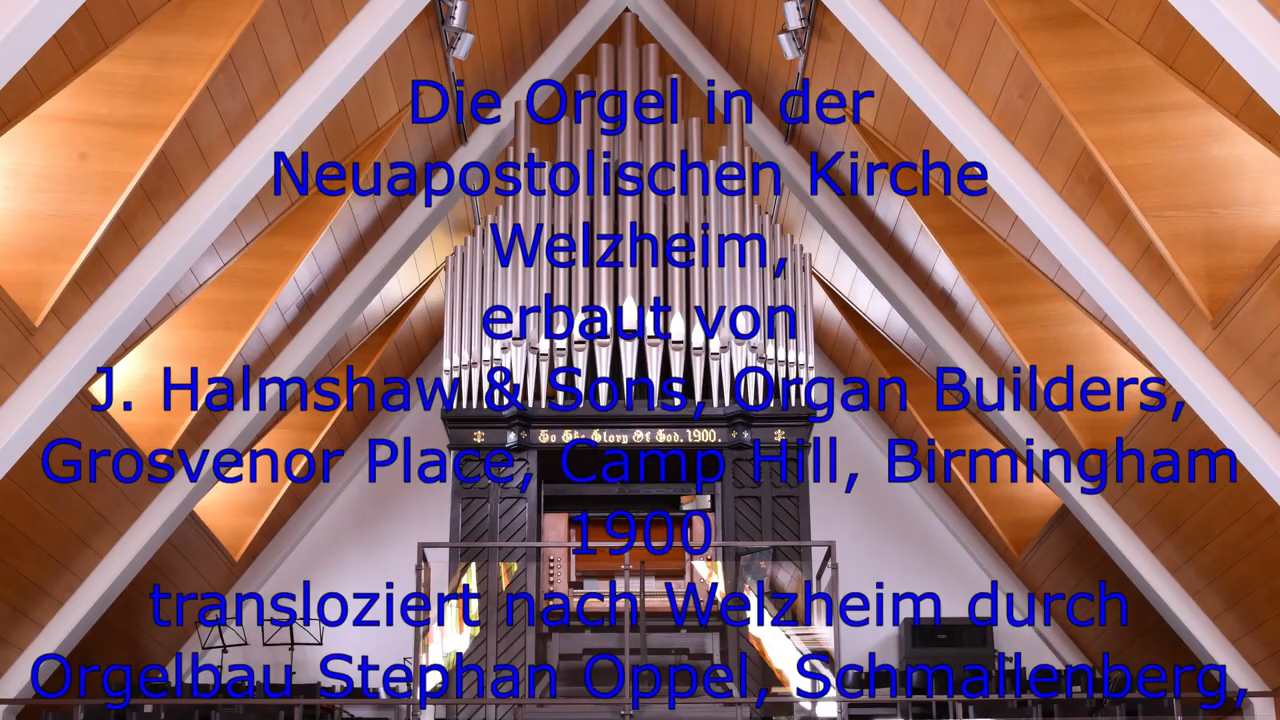 Die Orgel in der
Neuapostolischen Kirche
Welzheim,
erbaut von
J. Halmshaw & Sons, Organ Builders,
Grosvenor Place, Camp Hill, Birmingham
To The Glory Of God. 1900.
1900
transloziert nach Welzheim durch
Orgelbau Stephan Oppel, Schmallenberg,